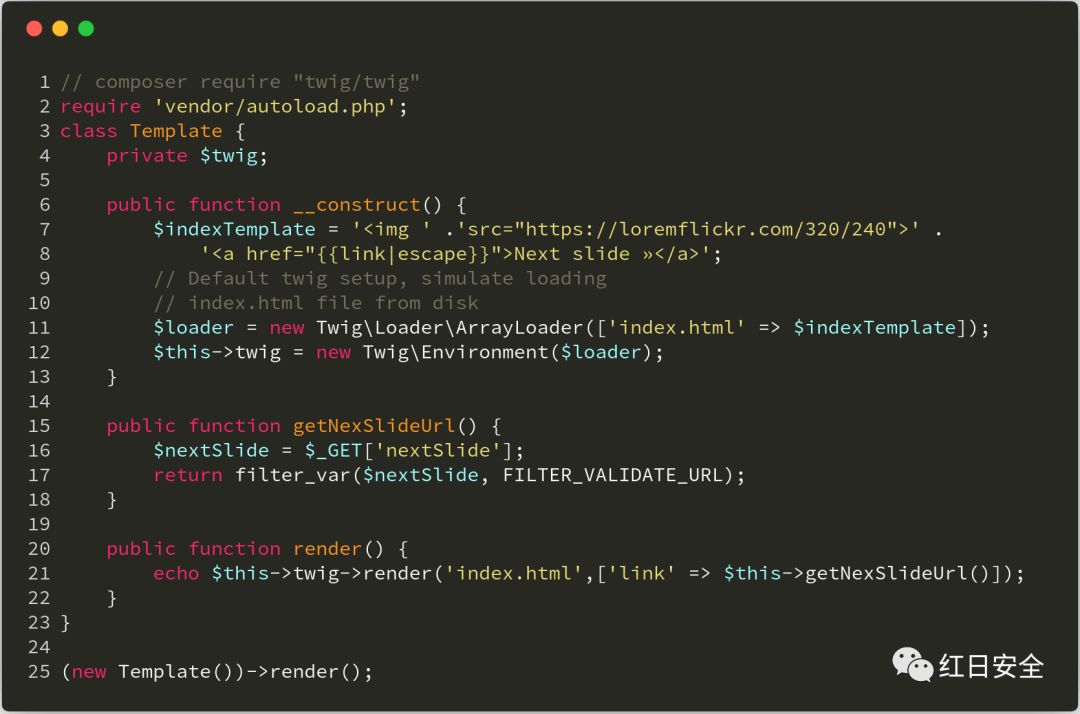 1 // composer require "twig/twig"
2 require 'vendor/autoload.php';
3 class Template {
4     private $twig;
5
6     public function __construct() {
7         $indexTemplate = '<img ' .'src="https://loremflickr.com/320/240">' .
8             '<a href="{{link|escape}}">Next slide »</a>';
9         // Default twig setup, simulate loading
10         // index.html file from disk
11         $loader = new Twig\Loader\ArrayLoader(['index.html' => $indexTemplate]);
12         $this->twig = new Twig\Environment($loader);
13     }
14
15     public function getNexSlideUrl() {
16         $nextSlide = $_GET['nextSlide'];
17         return filter_var($nextSlide, FILTER_VALIDATE_URL);
18     }
19
20     public function render() {
21         echo $this->twig->render('index.html',['link' => $this->getNexSlideUrl()]);
22     }
23 }
24
25 (new Template())->render();
红日安全